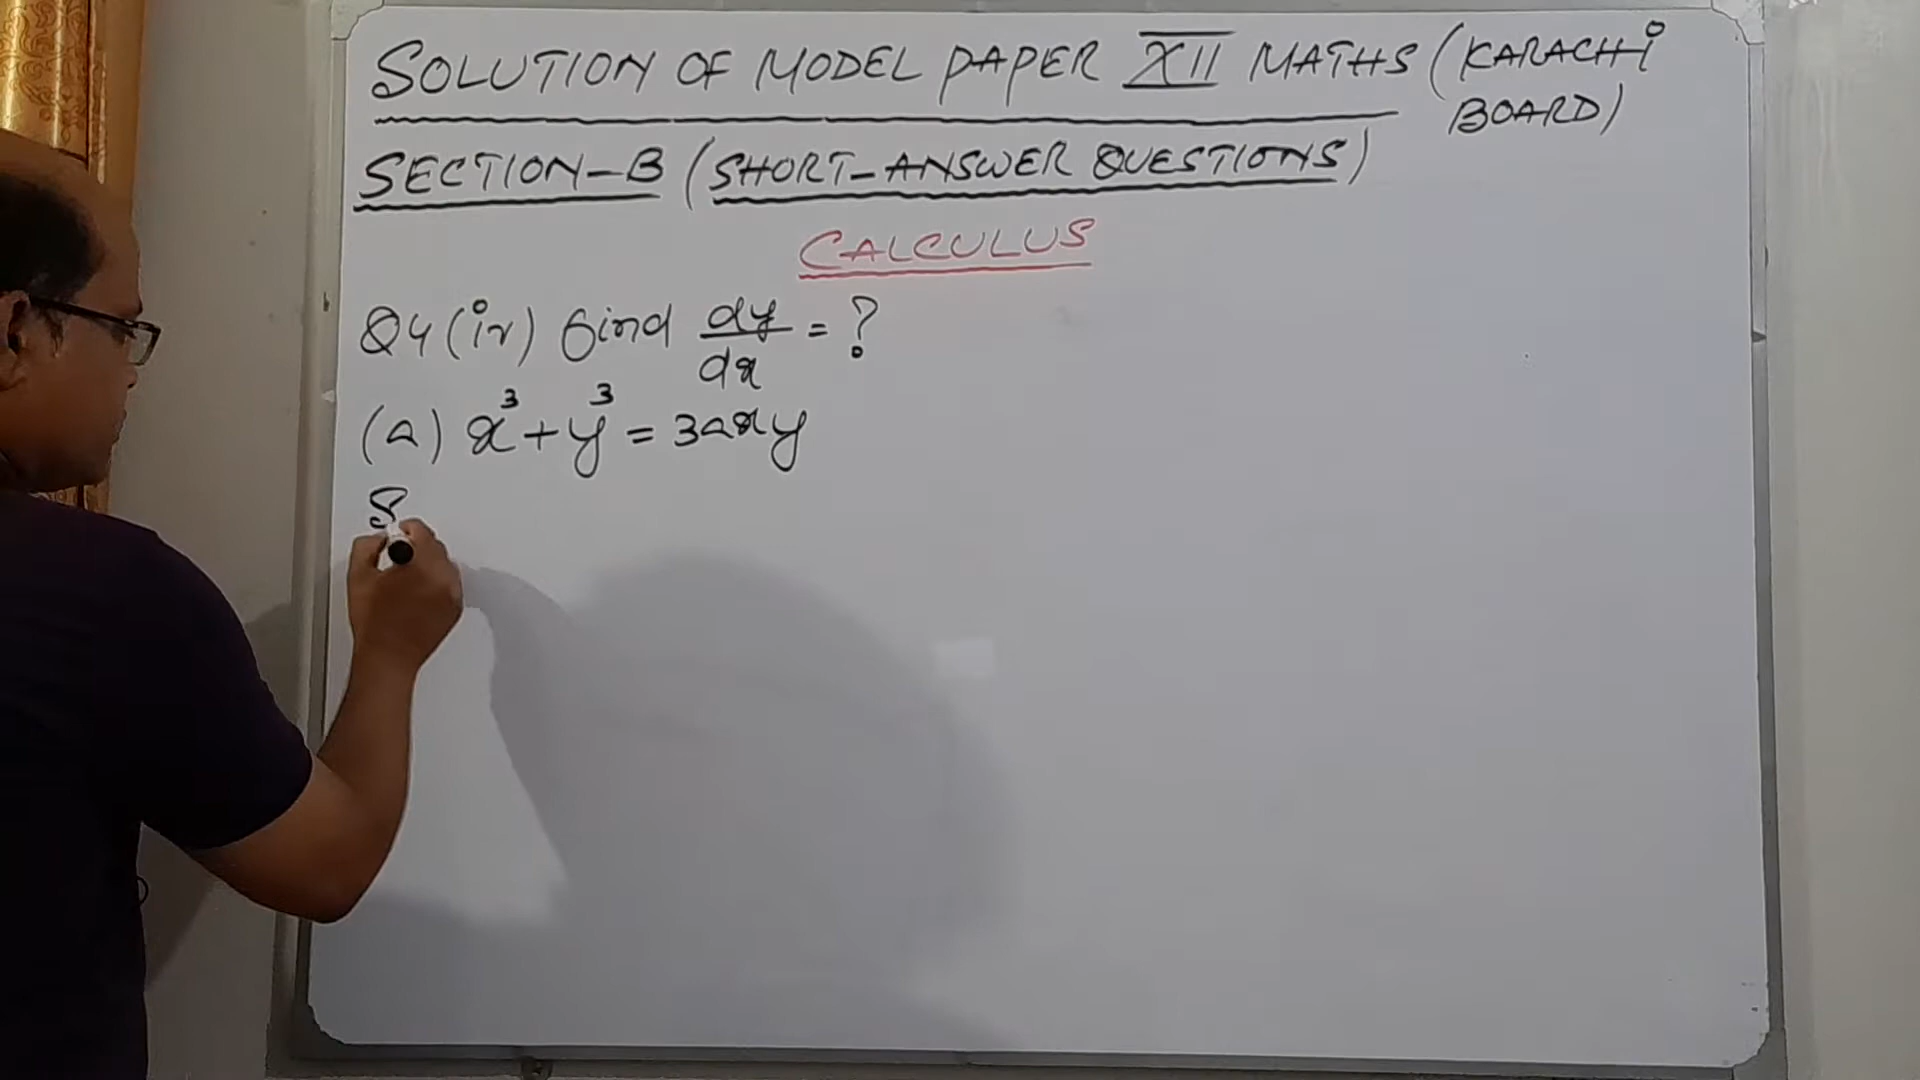 SOLUTION OF MODEL PAPER XII MATHS (KARACHI
BOARD)
SECTION-B (SHORT-ANSWER QUESTIONS)
CALCULUS
Q4(iv) find dy/dx = ?
(a) x³+y³ = 3axy
S